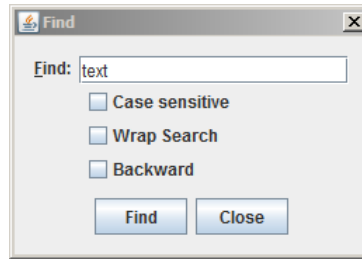 Find
Find: text
Case sensitive
Wrap Search
Backward
Find Close